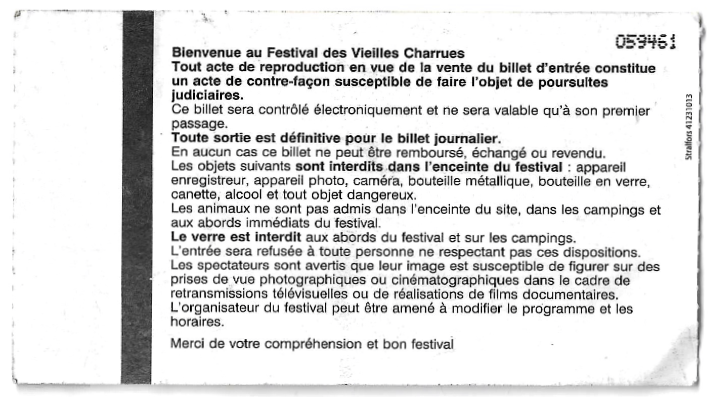 059461
Bienvenue au Festival des Vieilles Charrues
Tout acte de reproduction en vue de la vente du billet d'entrée constitue
un acte de contre-façon susceptible de faire l'objet de poursuites
judiciaires.
Ce billet sera contrôlé électroniquement et ne sera valable qu'à son premier
passage.
Toute sortie est définitive pour le billet journalier.
En aucun cas ce billet ne peut être remboursé, échangé ou revendu.
Les objets suivants sont interdits dans l'enceinte du festival : appareil
enregistreur, appareil photo, caméra, bouteille métallique, bouteille en verre,
canette, alcool et tout objet dangereux.
Les animaux ne sont pas admis dans l'enceinte du site, dans les campings et
aux abords immédiats du festival.
Le verre est interdit aux abords du festival et sur les campings.
L'entrée sera refusée à toute personne ne respectant pas ces dispositions.
Les spectateurs sont avertis que leur image est susceptible de figurer sur des
prises de vue photographiques ou cinématographiques dans le cadre de
retransmissions télévisuelles ou de réalisations de films documentaires.
L'organisateur du festival peut être amené à modifier le programme et les
horaires.
Merci de votre compréhension et bon festival
Stralfors 41231013